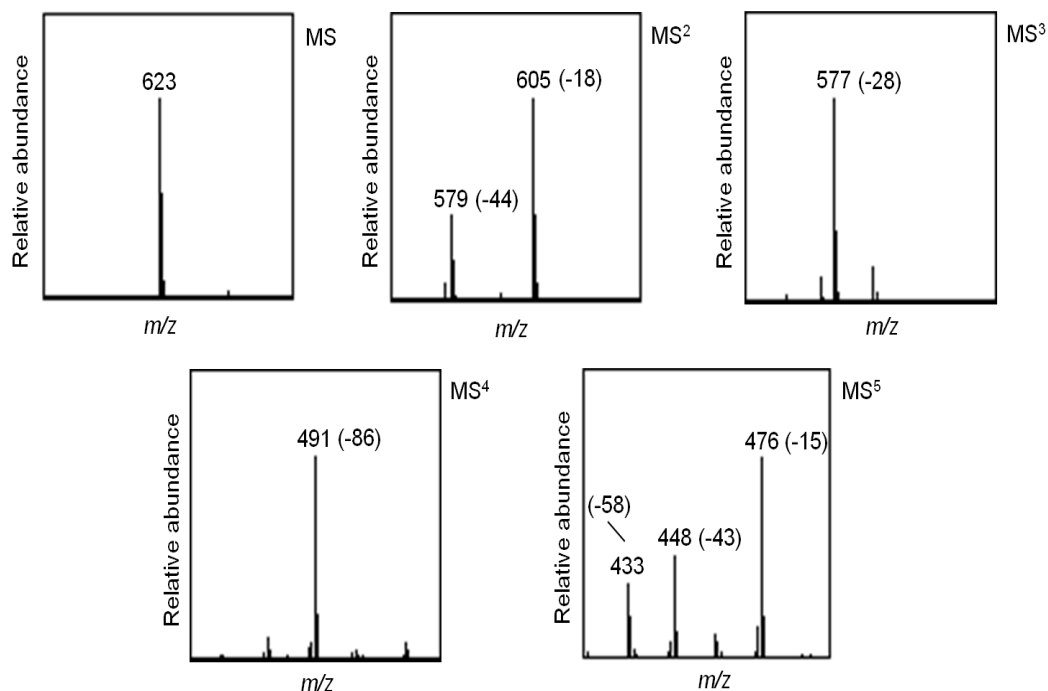 MS
623
Relative abundance
m/z
MS²
605 (-18)
579 (-44)
Relative abundance
m/z
MS³
577 (-28)
Relative abundance
m/z
MS⁴
491 (-86)
Relative abundance
m/z
MS⁵
476 (-15)
(-58)
448 (-43)
433
Relative abundance
m/z